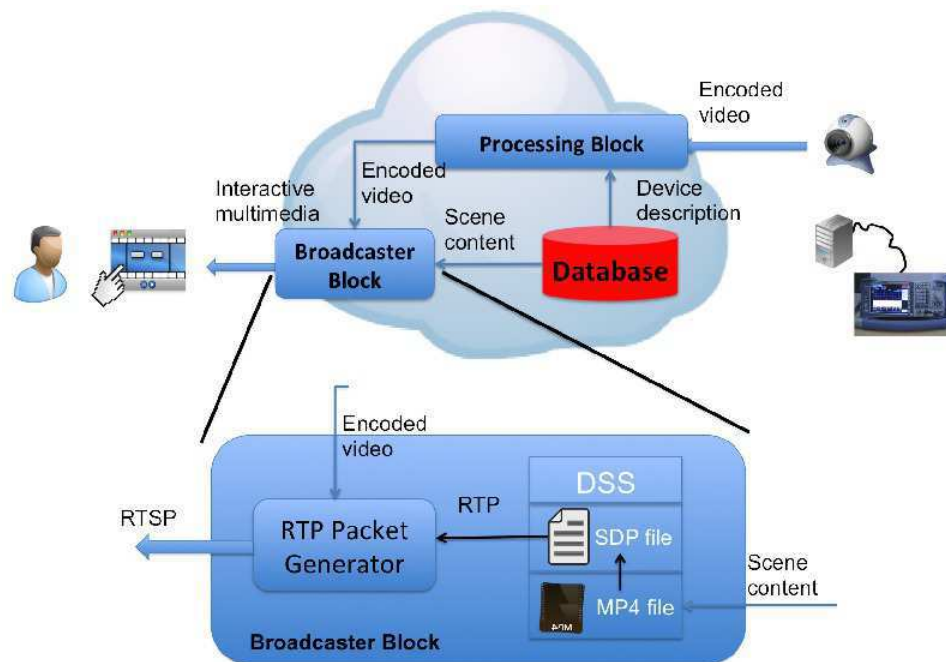 Encoded
video
Processing Block
Encoded
video
Interactive
multimedia
Device
description
Scene
content
Broadcaster
Block
Database
Encoded
video
DSS
RTP
RTSP
RTP Packet
Generator
SDP file
Scene
content
MP4 file
MP4
Broadcaster Block